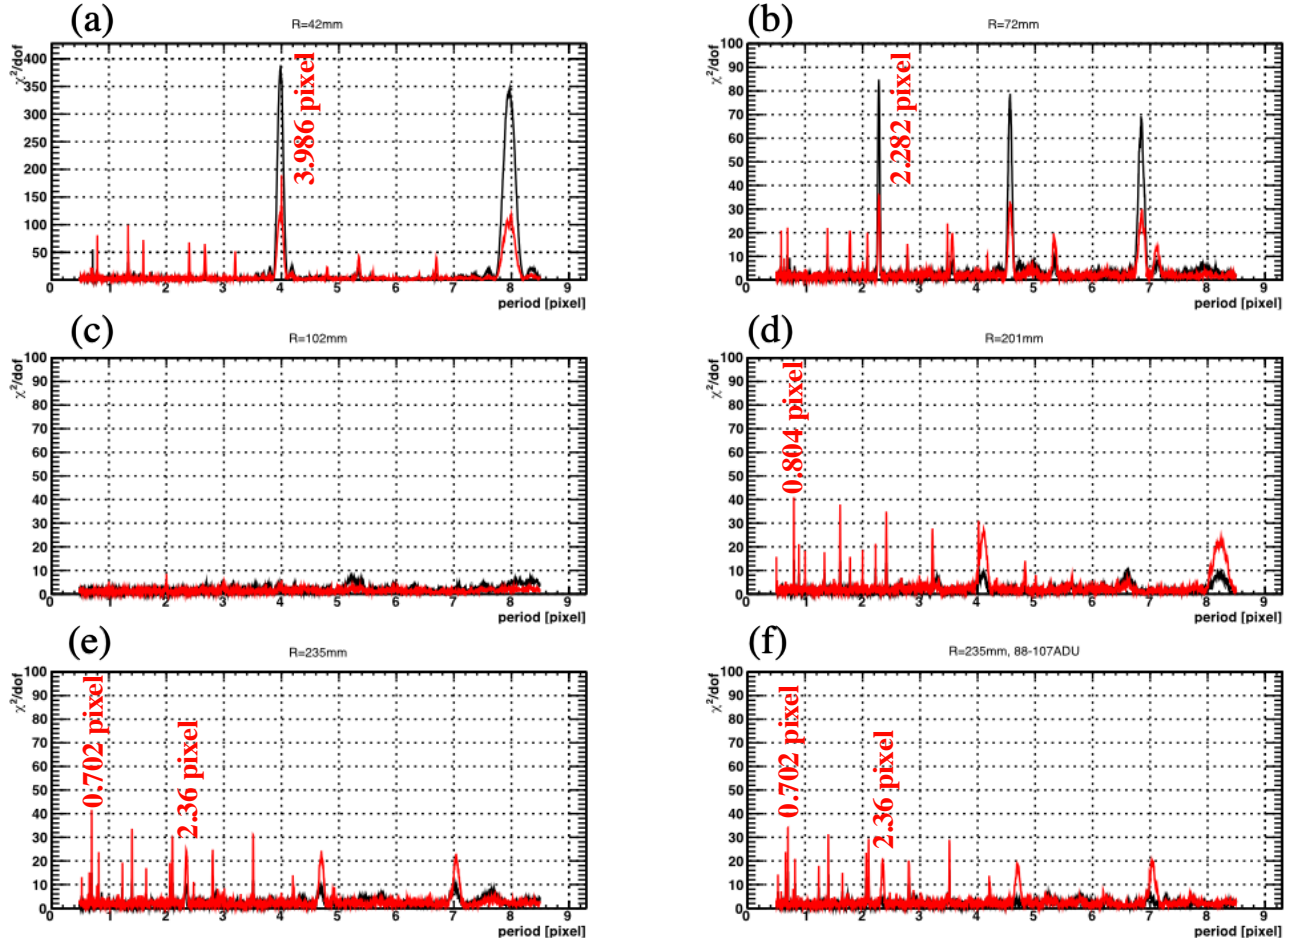 (a)
R=42mm
χ²/dof
400
350
300
250
200
150
100
50
0 1 2 3 4 5 6 7 8 9
period [pixel]
3.986 pixel
(b)
R=72mm
χ²/dof
100
90
80
70
60
50
40
30
20
10
0
0 1 2 3 4 5 6 7 8 9
period [pixel]
2.282 pixel
(c)
R=102mm
χ²/dof
100
90
80
70
60
50
40
30
20
10
0
0 1 2 3 4 5 6 7 8 9
period [pixel]
(d)
R=201mm
χ²/dof
100
90
80
70
60
50
40
30
20
10
0
0 1 2 3 4 5 6 7 8 9
period [pixel]
0.804 pixel
(e)
R=235mm
χ²/dof
100
90
80
70
60
50
40
30
20
10
0
0 1 2 3 4 5 6 7 8 9
period [pixel]
0.702 pixel
2.36 pixel
(f)
R=235mm, 88-107ADU
χ²/dof
100
90
80
70
60
50
40
30
20
10
0
0 1 2 3 4 5 6 7 8 9
period [pixel]
0.702 pixel
2.36 pixel